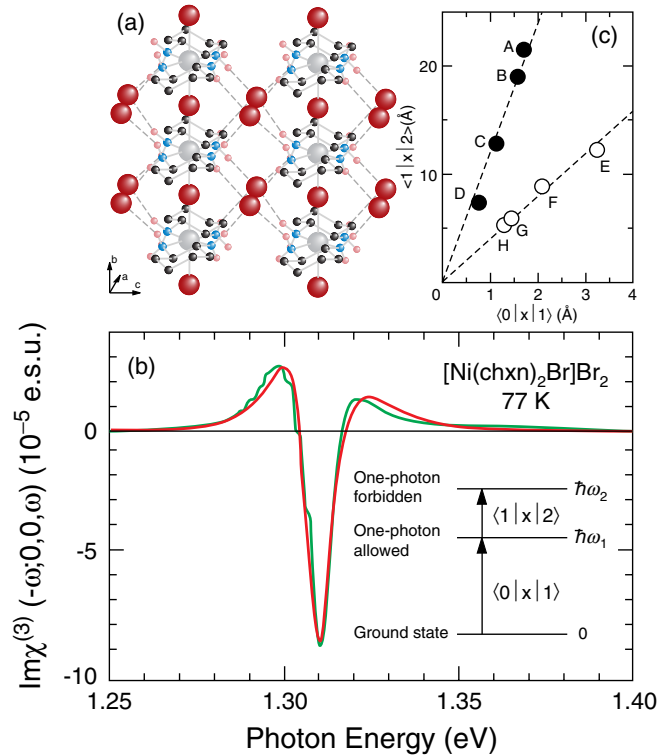 (a)
b
a
c
(c)
<1|x|2>(Å)
20
10
A
B
C
D
E
F
G
H
0
1
2
3
4
⟨0|x|1⟩ (Å)
(b)
[Ni(chxn)₂Br]Br₂
77 K
Imχ⁽³⁾ (-ω;0,0,ω) (10⁻⁵ e.s.u.)
0
-5
-10
One-photon
forbidden
ħω₂
⟨1|x|2⟩
One-photon
allowed
ħω₁
⟨0|x|1⟩
Ground state
0
1.25
1.30
1.35
1.40
Photon Energy (eV)